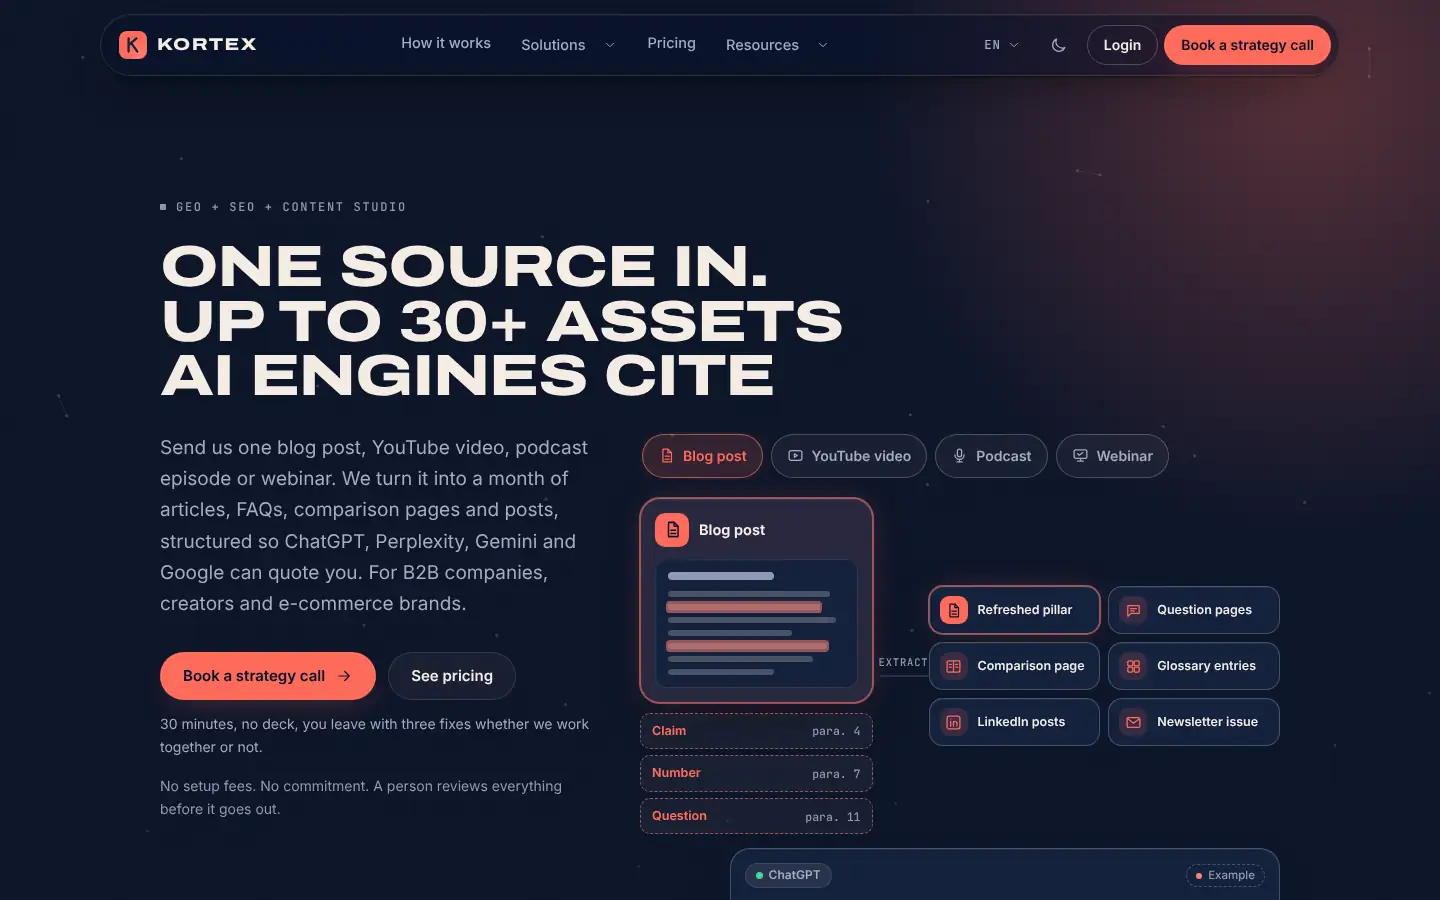 K KORTEX
How it works Solutions Pricing Resources
EN Login Book a strategy call
GEO + SEO + CONTENT STUDIO
ONE SOURCE IN.
UP TO 30+ ASSETS
AI ENGINES CITE
Send us one blog post, YouTube video, podcast
episode or webinar. We turn it into a month of
articles, FAQs, comparison pages and posts,
structured so ChatGPT, Perplexity, Gemini and
Google can quote you. For B2B companies,
creators and e-commerce brands.
Book a strategy call → See pricing
30 minutes, no deck, you leave with three fixes whether we work
together or not.
No setup fees. No commitment. A person reviews everything
before it goes out.
Blog post YouTube video Podcast Webinar
Blog post
Claim para. 4
Number para. 7
Question para. 11
EXTRACT
Refreshed pillar Question pages
Comparison page Glossary entries
in LinkedIn posts Newsletter issue
ChatGPT Example